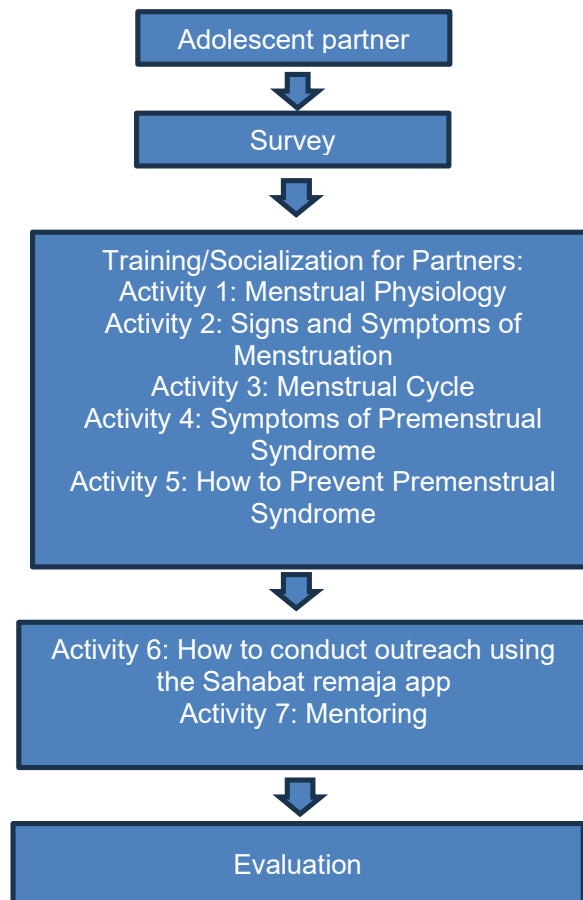 Adolescent partner
Survey
Training/Socialization for Partners:
Activity 1: Menstrual Physiology
Activity 2: Signs and Symptoms of
Menstruation
Activity 3: Menstrual Cycle
Activity 4: Symptoms of Premenstrual
Syndrome
Activity 5: How to Prevent Premenstrual
Syndrome
Activity 6: How to conduct outreach using
the Sahabat remaja app
Activity 7: Mentoring
Evaluation